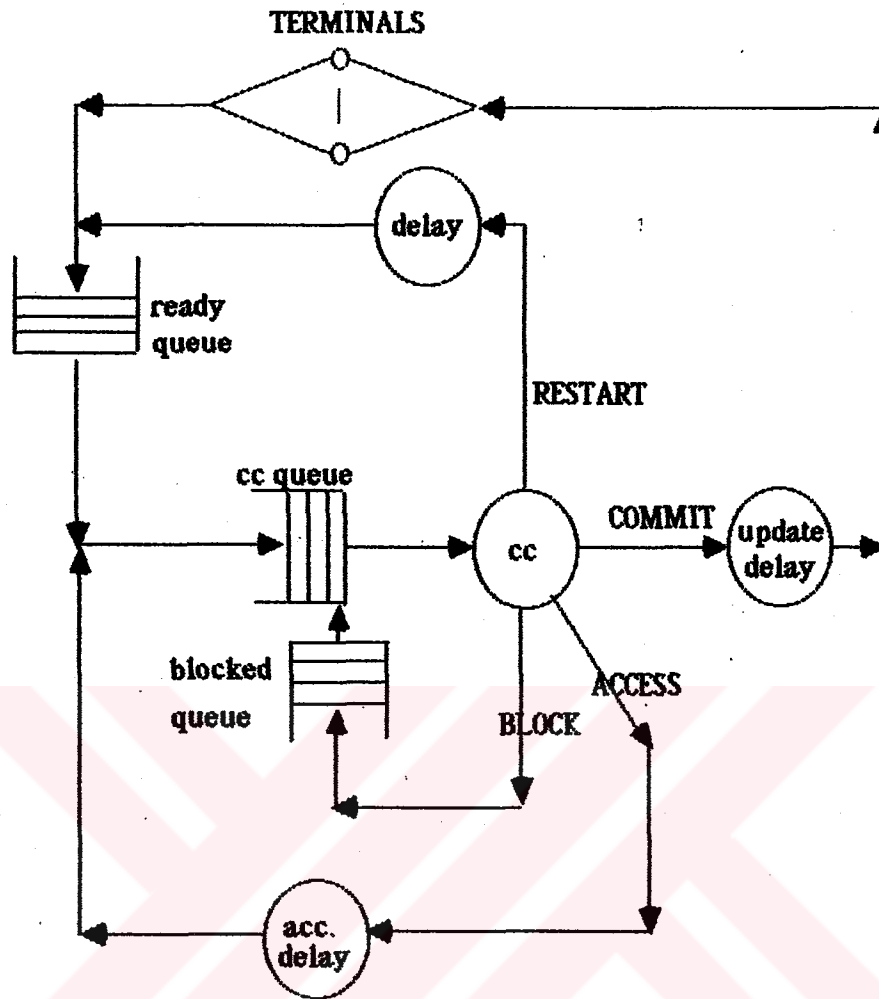 TERMINALS
delay
ready
queue
RESTART
cc queue
cc
COMMIT
update
delay
blocked
queue
ACCESS
BLOCK
acc.
delay